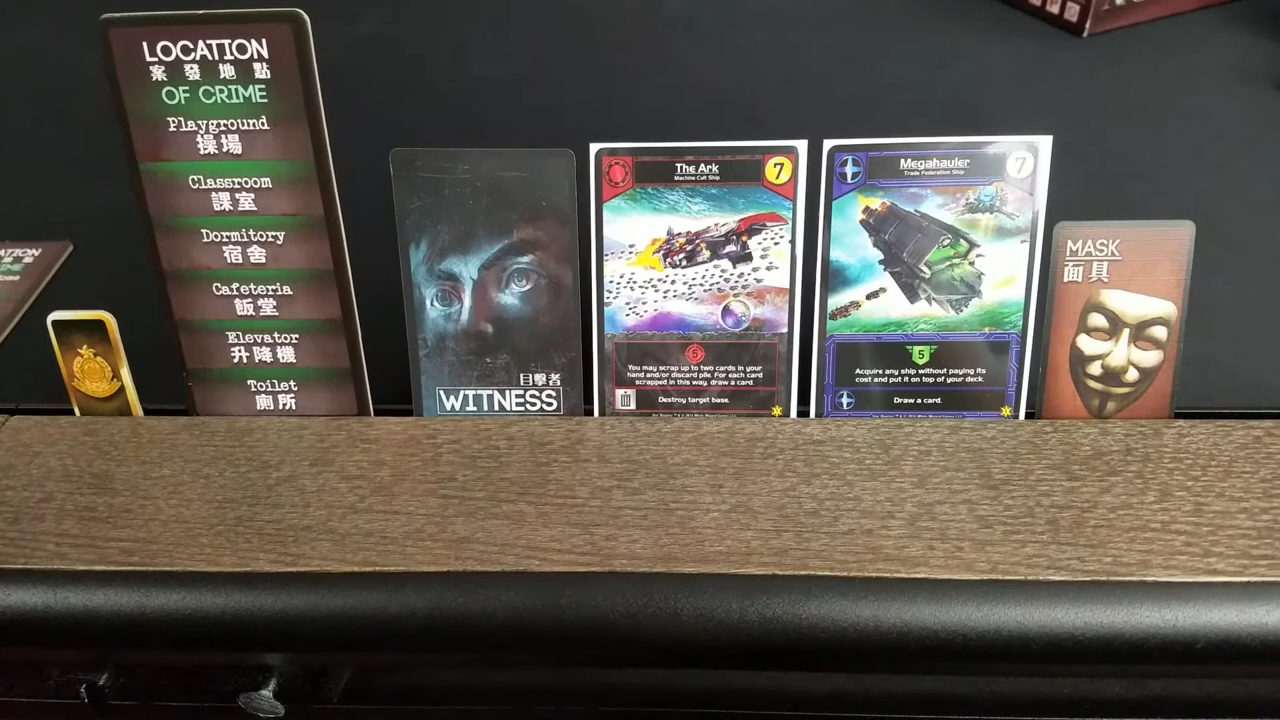 LOCATION
案發地點
OF CRIME
Playground
操場
Classroom
課室
Dormitory
宿舍
Cafeteria
飯堂
Elevator
升降機
Toilet
廁所
目擊者
WITNESS
The Ark
Machine Cult Ship
7
5
You may scrap up to two cards in your
hand and/or discard pile. For each card
scrapped in this way, draw a card.
Destroy target base.
Megahauler
Trade Federation Ship
7
5
Acquire any ship without paying its
cost and put it on top of your deck.
Draw a card.
MASK
面具